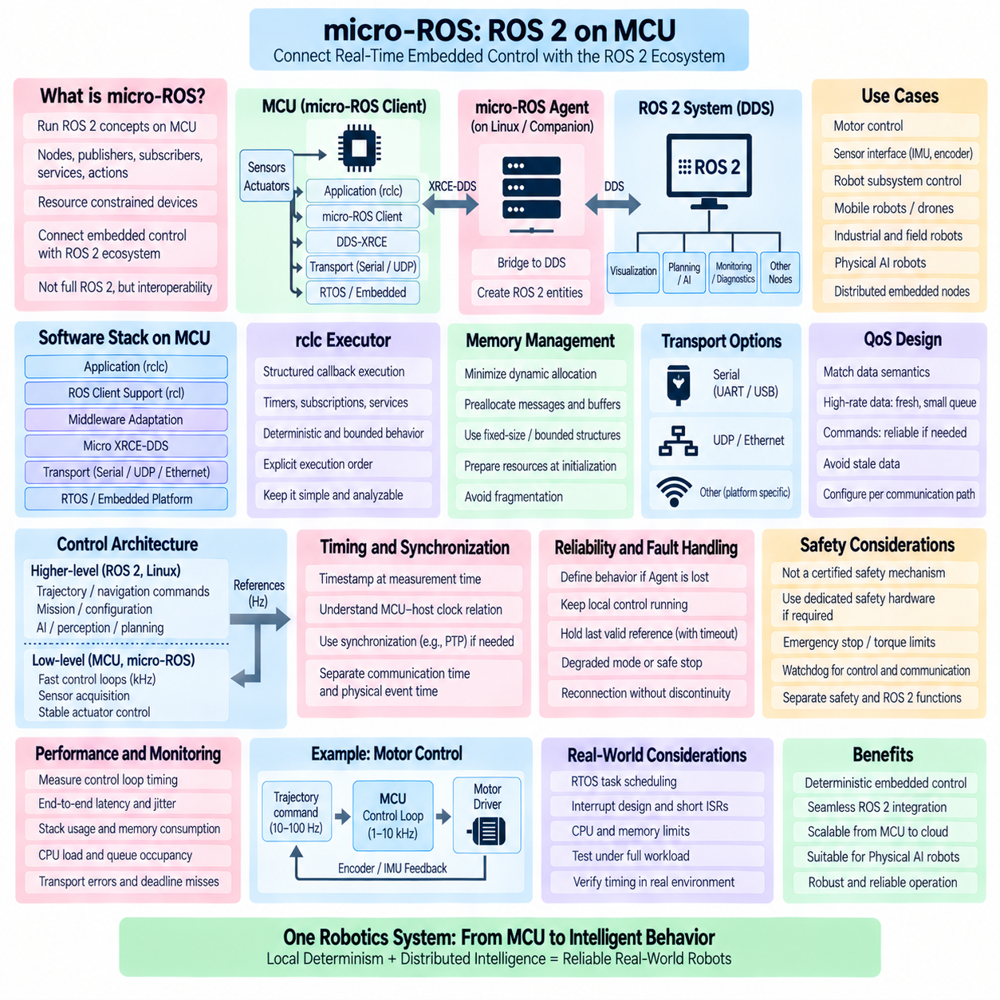 micro-ROS: ROS 2 on MCU
Connect Real-Time Embedded Control with the ROS 2 Ecosystem
What is micro-ROS?
Run ROS 2 concepts on MCU
Nodes, publishers, subscribers,
services, actions
Resource constrained devices
Connect embedded control
with ROS 2 ecosystem
Not full ROS 2, but interoperability
MCU (micro-ROS Client)
Sensors
Actuators
Application (rclc)
micro-ROS Client
DDS-XRCE
Transport (Serial / UDP)
RTOS / Embedded
XRCE-DDS
micro-ROS Agent
(on Linux / Companion)
Bridge to DDS
Create ROS 2 entities
DDS
ROS 2 System (DDS)
ROS 2
Visualization
Planning
/ AI
Monitoring
/ Diagnostics
Other
Nodes
Use Cases
Motor control
Sensor interface (IMU, encoder)
Robot subsystem control
Mobile robots / drones
Industrial and field robots
Physical AI robots
Distributed embedded nodes
Software Stack on MCU
Application (rclc)
ROS Client Support (rcl)
Middleware Adaptation
Micro XRCE-DDS
Transport (Serial / UDP / Ethernet)
RTOS / Embedded Platform
rclc Executor
Structured callback execution
Timers, subscriptions, services
Deterministic and bounded behavior
Explicit execution order
Keep it simple and analyzable
Memory Management
Minimize dynamic allocation
Preallocate messages and buffers
Use fixed-size / bounded structures
Prepare resources at initialization
Avoid fragmentation
Transport Options
Serial
(UART / USB)
UDP / Ethernet
Other (platform specific)
QoS Design
Match data semantics
High-rate data: fresh, small queue
Commands: reliable if needed
Avoid stale data
Configure per communication path
Control Architecture
Higher-level (ROS 2, Linux)
Trajectory / navigation commands
Mission / configuration
AI / perception / planning
Low-level (MCU, micro-ROS)
Fast control loops (kHz)
Sensor acquisition
Stable actuator control
References
(Hz)
Timing and Synchronization
Timestamp at measurement time
Understand MCU–host clock relation
Use synchronization (e.g., PTP) if needed
Separate communication time
and physical event time
Reliability and Fault Handling
Define behavior if Agent is lost
Keep local control running
Hold last valid reference (with timeout)
Degraded mode or safe stop
Reconnection without discontinuity
Safety Considerations
Not a certified safety mechanism
Use dedicated safety hardware
if required
Emergency stop / torque limits
Watchdog for control and communication
Separate safety and ROS 2 functions
Performance and Monitoring
Measure control loop timing
End-to-end latency and jitter
Stack usage and memory consumption
CPU load and queue occupancy
Transport errors and deadline misses
Example: Motor Control
Trajectory
command
(10–100 Hz)
MCU
Control Loop
(1–10 kHz)
Motor
Driver
Encoder / IMU Feedback
Real-World Considerations
RTOS task scheduling
Interrupt design and short ISRs
CPU and memory limits
Test under full workload
Verify timing in real environment
Benefits
Deterministic embedded control
Seamless ROS 2 integration
Scalable from MCU to cloud
Suitable for Physical AI robots
Robust and reliable operation
One Robotics System: From MCU to Intelligent Behavior
Local Determinism + Distributed Intelligence = Reliable Real-World Robots